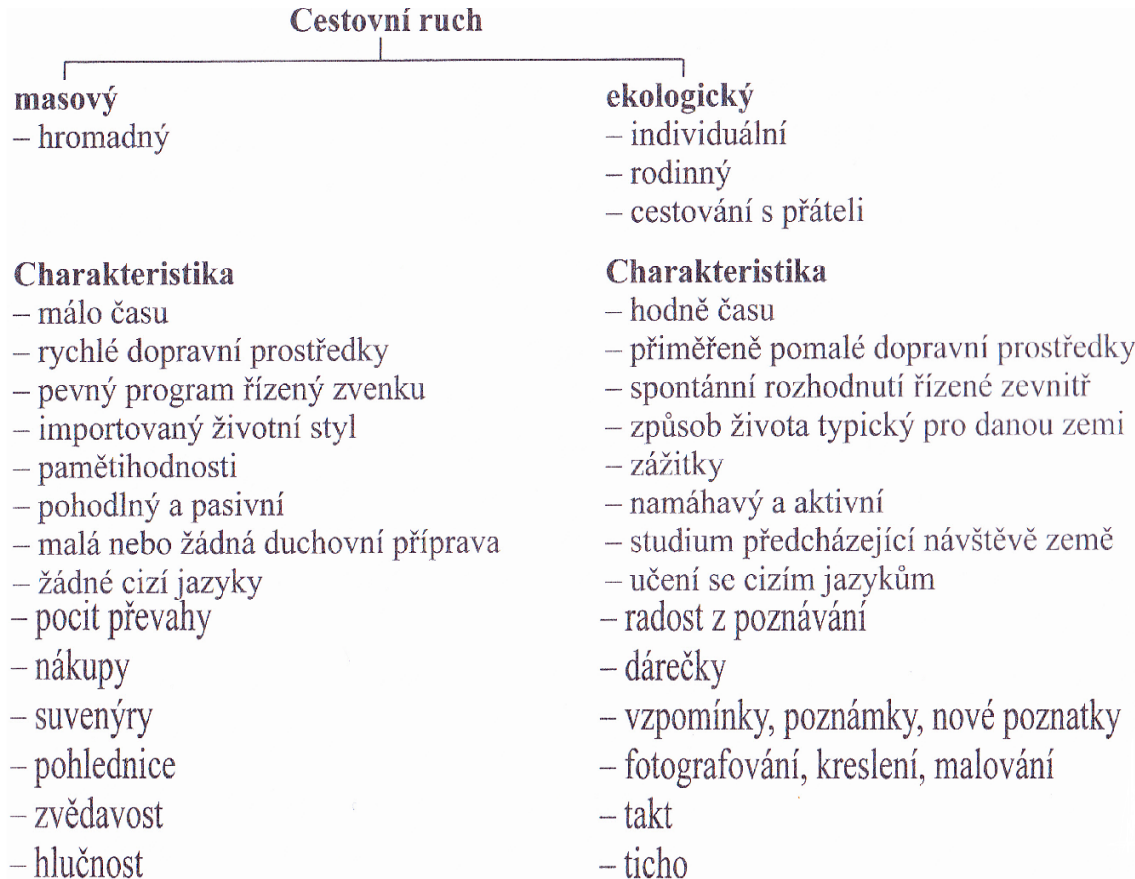 Cestovní ruch
masový
– hromadný
ekologický
– individuální
– rodinný
– cestování s přáteli
Charakteristika
– málo času
– rychlé dopravní prostředky
– pevný program řízený zvenku
– importovaný životní styl
– pamětihodnosti
– pohodlný a pasivní
– malá nebo žádná duchovní příprava
– žádné cizí jazyky
– pocit převahy
– nákupy
– suvenýry
– pohlednice
– zvědavost
– hlučnost
Charakteristika
– hodně času
– přiměřeně pomalé dopravní prostředky
– spontánní rozhodnutí řízené zevnitř
– způsob života typický pro danou zemi
– zážitky
– namáhavý a aktivní
– studium předcházející návštěvě země
– učení se cizím jazykům
– radost z poznávání
– dárečky
– vzpomínky, poznámky, nové poznatky
– fotografování, kreslení, malování
– takt
– ticho